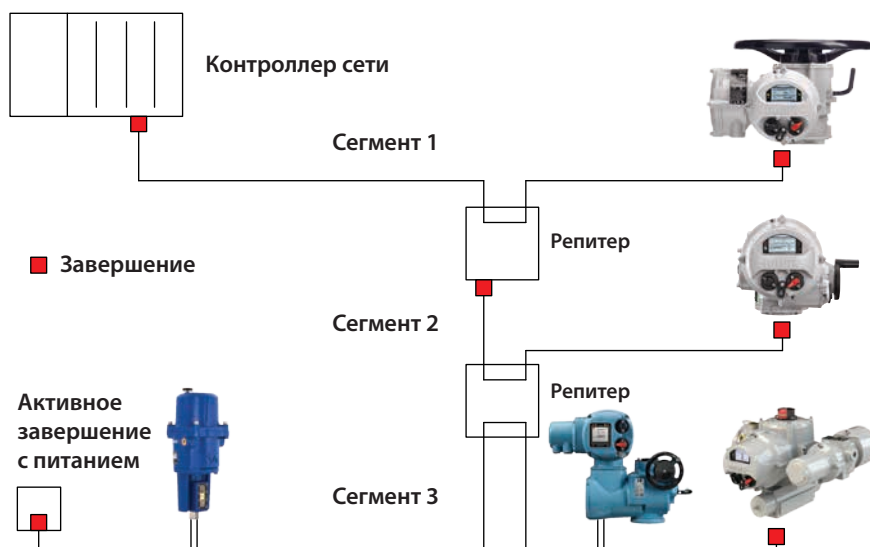 Контроллер сети
Сегмент 1
Репитер
Завершение
Сегмент 2
Репитер
Активное
завершение
с питанием
Сегмент 3